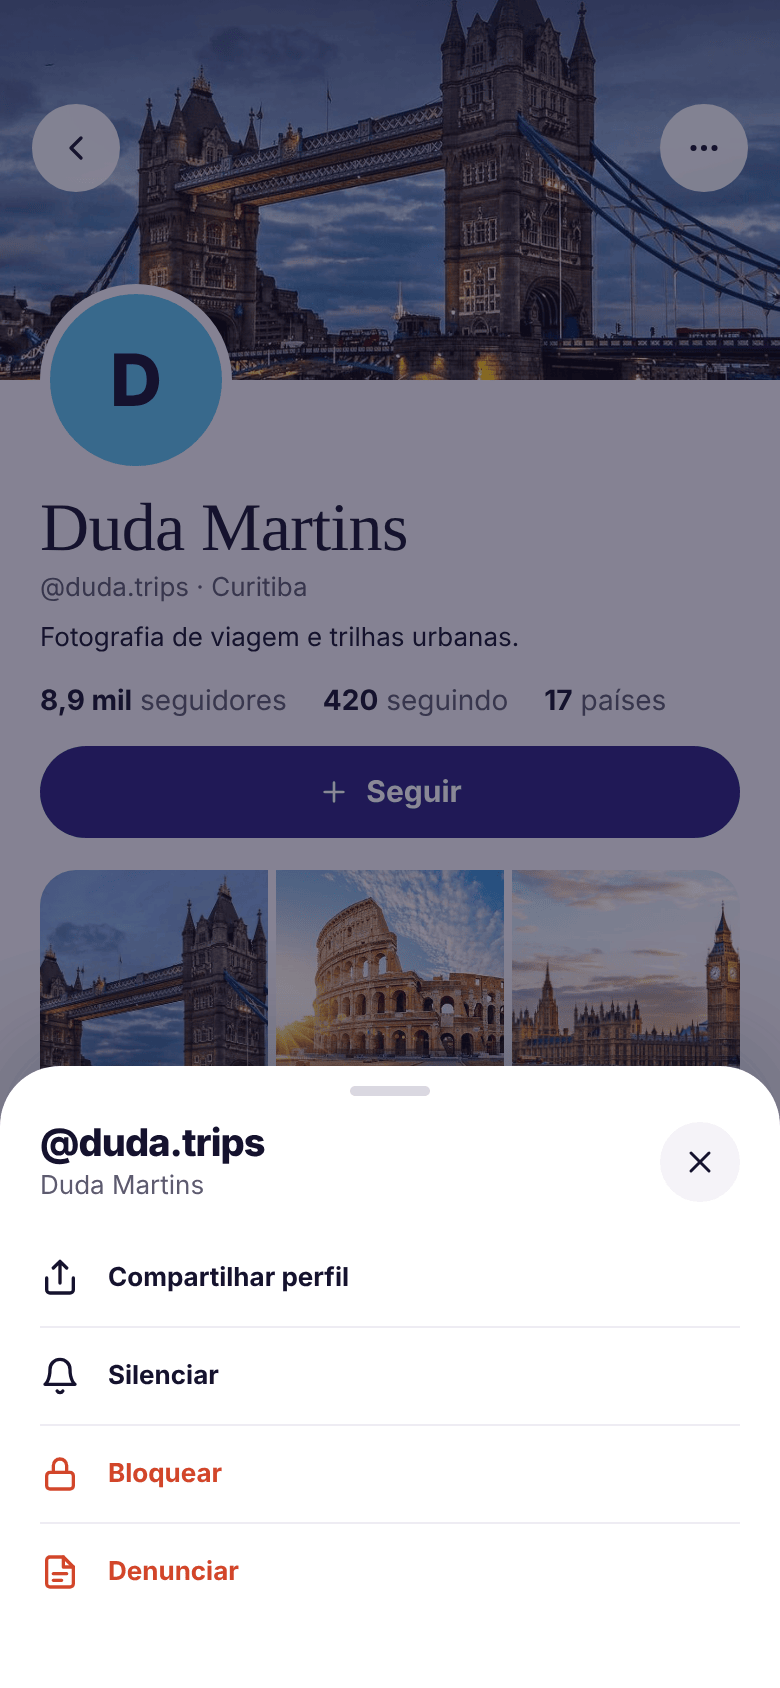 D
Duda Martins
@duda.trips · Curitiba
Fotografia de viagem e trilhas urbanas.
8,9 mil seguidores 420 seguindo 17 países
Seguir
@duda.trips
Duda Martins
Compartilhar perfil
Silenciar
Bloquear
Denunciar